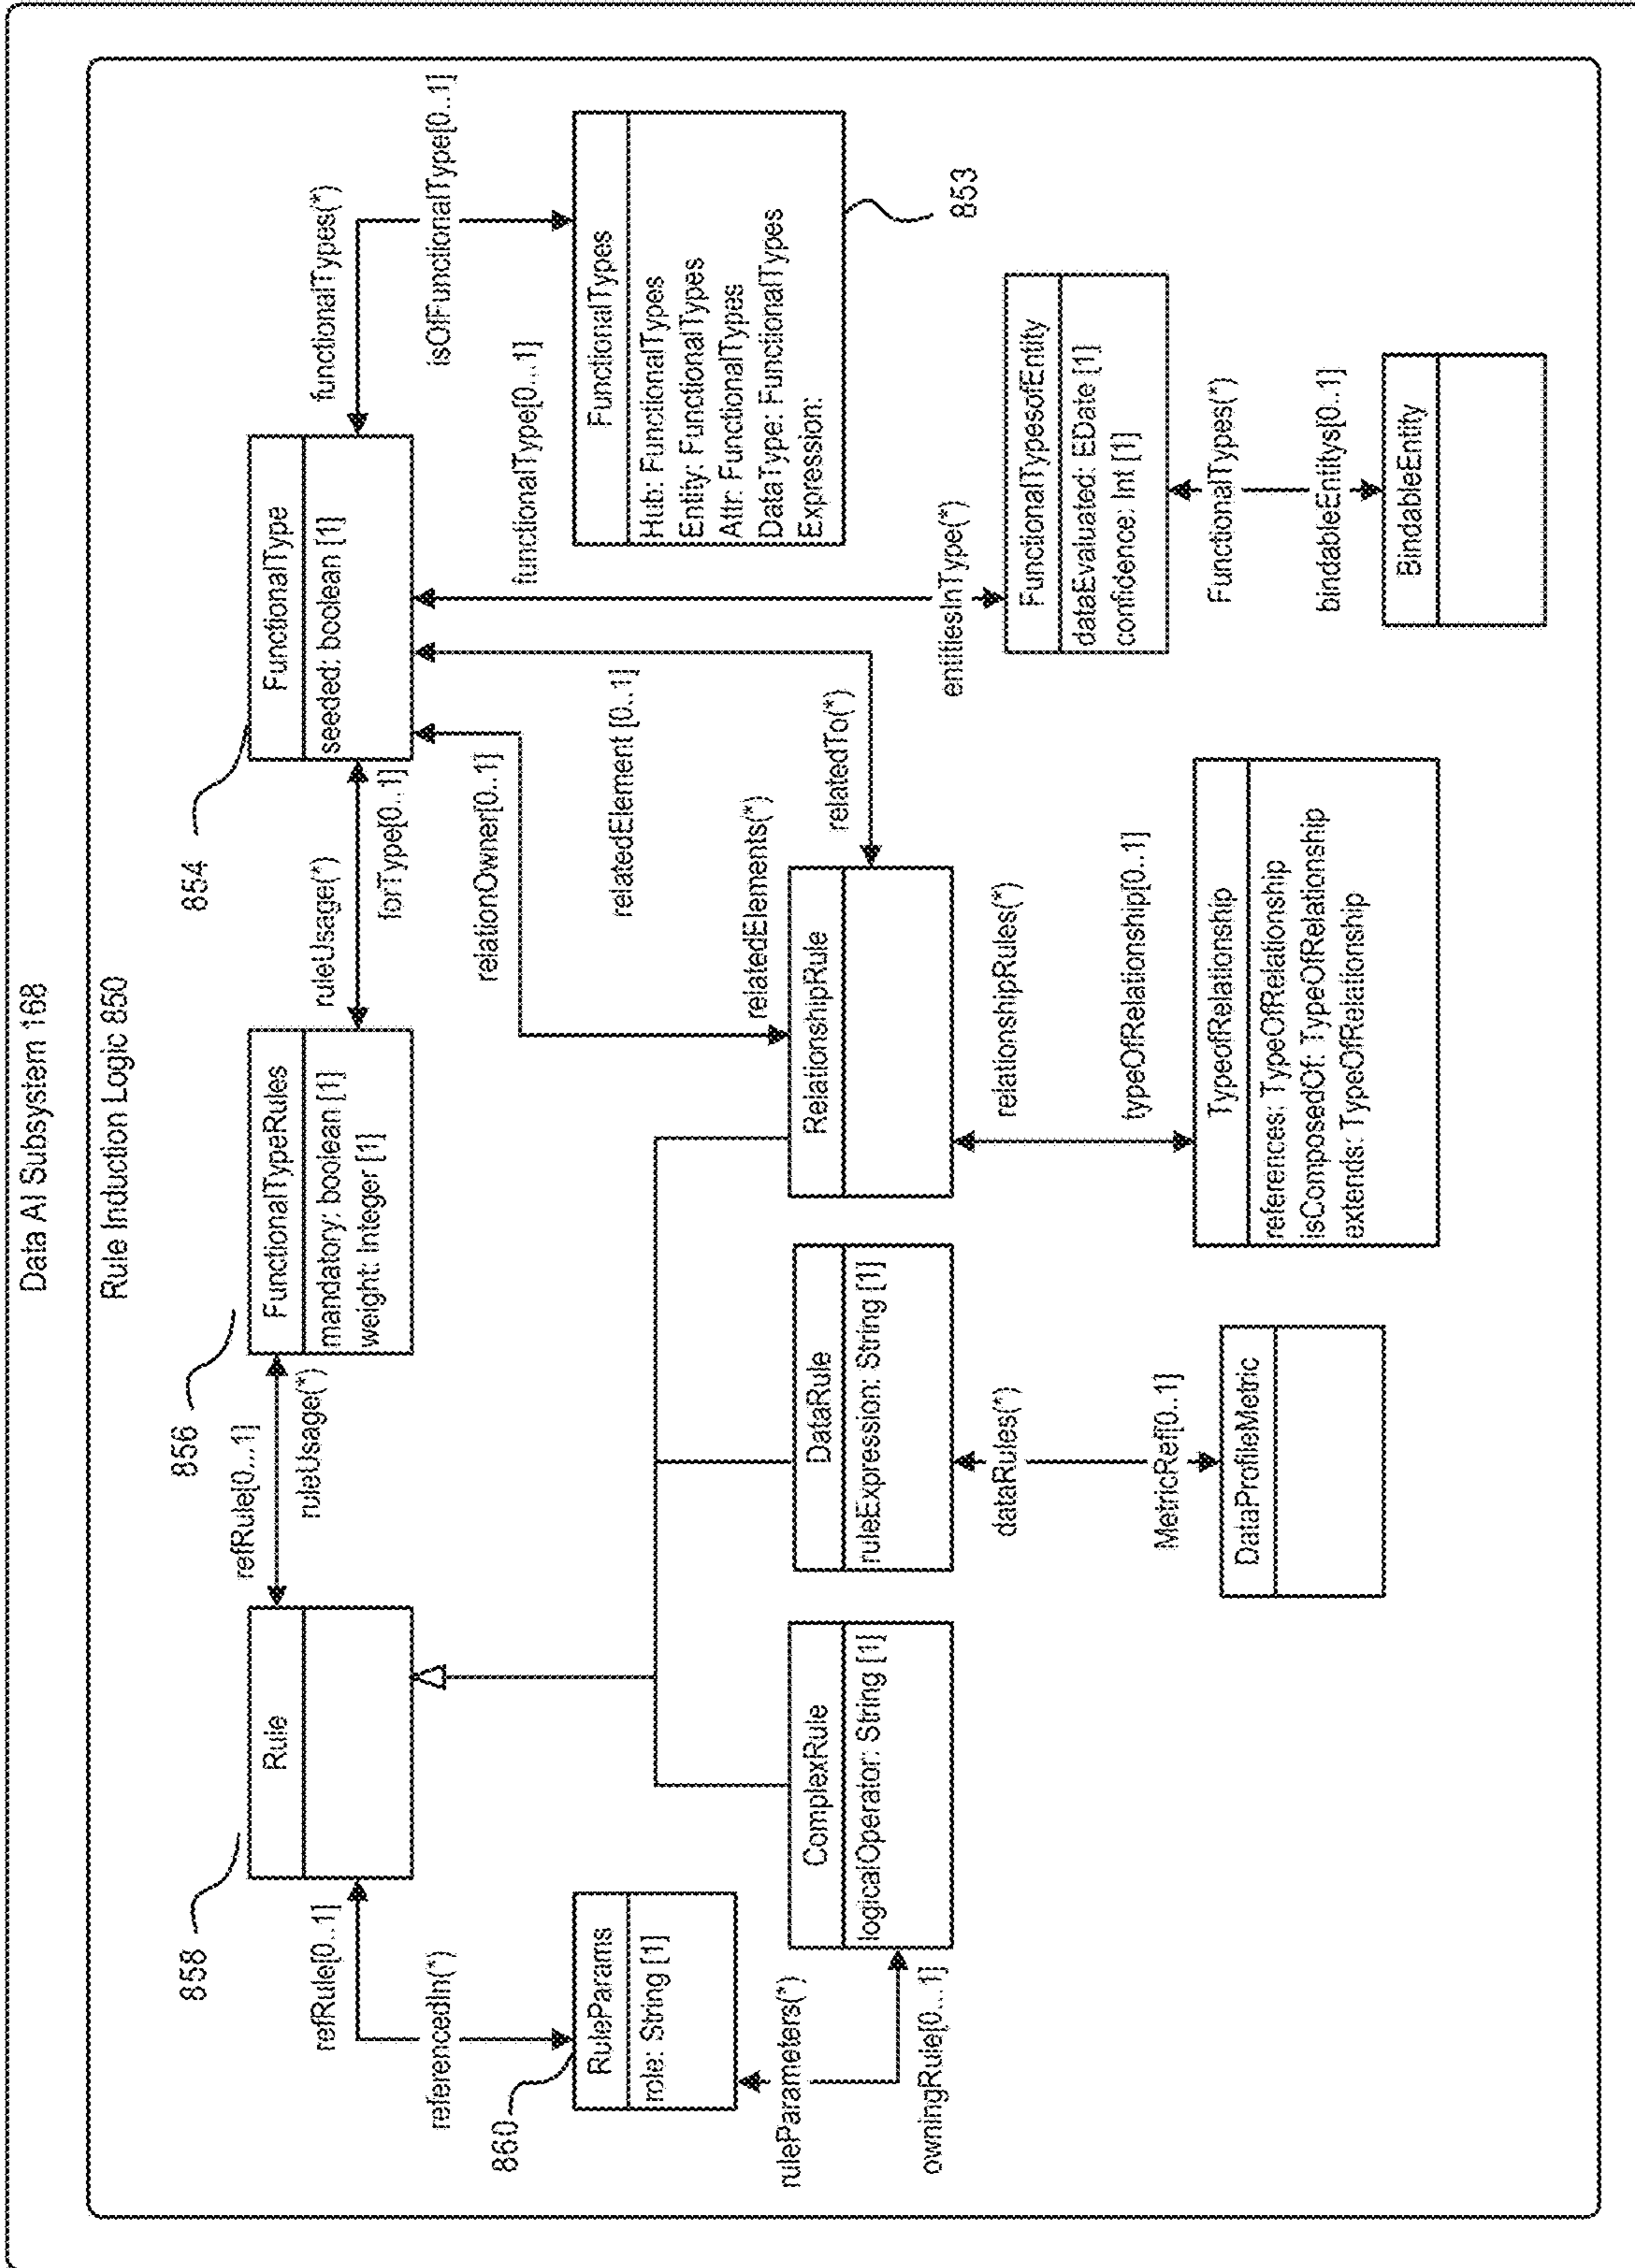 Data AI Subsystem 168
Rule Induction Logic 850
858
856
854
Rule
refRule[0...1]
ruleUsage(*)
FunctionalTypeRules
mandatory: boolean [1]
weight: Integer [1]
ruleUsage(*)
forType[0..1]
FunctionalType
seeded: boolean [1]
functionalTypes(*)
isOfFunctionalType[0..1]
refRule[0..1]
referencedIn(*)
860
RuleParams
role: String [1]
ruleParameters(*)
owningRule[0...1]
relationOwner[0..1]
relatedElement [0..1]
functionalType[0...1]
FunctionalTypes
Hub: FunctionalTypes
Entity: FunctionalTypes
Attr: FunctionalTypes
DataType: FunctionalTypes
Expression:
853
relatedElements(*)
relatedTo(*)
entitiesInType(*)
ComplexRule
logicalOperator: String [1]
DataRule
ruleExpression: String [1]
RelationshipRule
dataRules(*)
MetricRef[0..1]
DataProfileMetric
relationshipRules(*)
typeOfRelationship[0..1]
TypeofRelationship
references: TypeOfRelationship
isComposedOf: TypeOfRelationship
extends: TypeOfRelationship
FunctionalTypesofEntity
dataEvaluated: EDate [1]
confidence: Int [1]
FunctionalTypes(*)
bindableEntitys[0..1]
BindableEntity